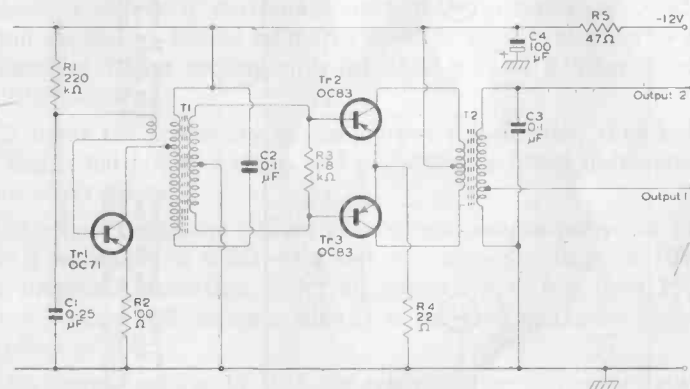 R5
47Ω
-12V
C4
100
µF
+
R1
220
kΩ
Tr2
OC83
T1
T2
Output 2
C2
0·1
µF
R3
1·8
kΩ
C3
0·1
µF
Output 1
Tr1
OC71
Tr3
OC83
C1
0·25
µF
R2
100
Ω
R4
22
Ω